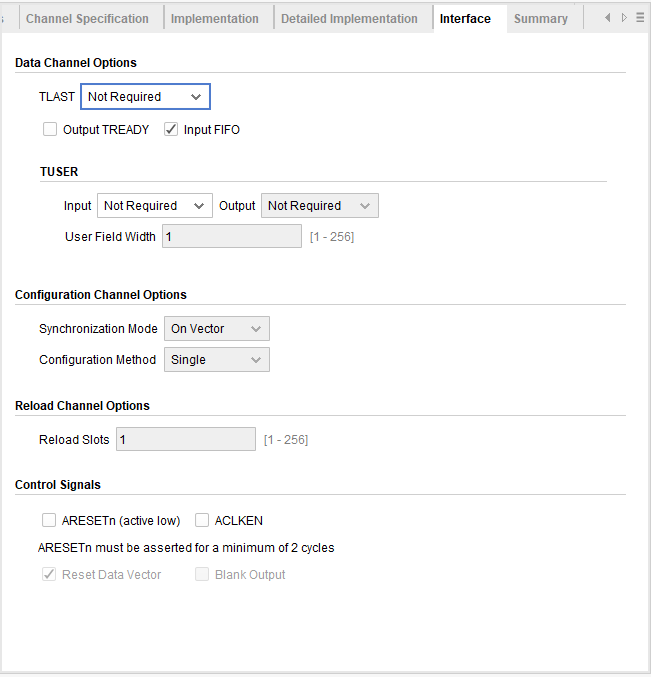 s Channel Specification Implementation Detailed Implementation Interface Summary
Data Channel Options
TLAST Not Required
Output TREADY Input FIFO
TUSER
Input Not Required Output Not Required
User Field Width 1 [1 - 256]
Configuration Channel Options
Synchronization Mode On Vector
Configuration Method Single
Reload Channel Options
Reload Slots 1 [1 - 256]
Control Signals
ARESETn (active low) ACLKEN
ARESETn must be asserted for a minimum of 2 cycles
Reset Data Vector Blank Output